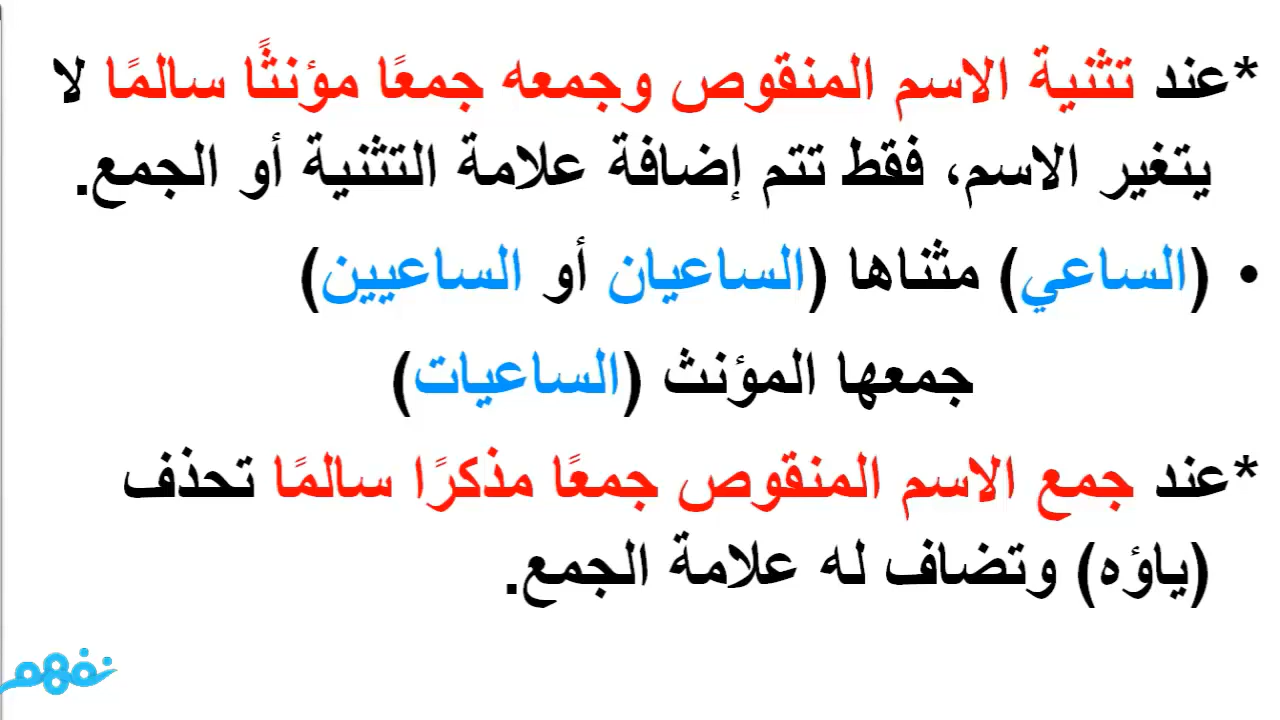 *عند تثنية الاسم المنقوص وجمعه جمعًا مؤنثًا سالمًا لا
يتغير الاسم، فقط تتم إضافة علامة التثنية أو الجمع.
• (الساعي) مثناها (الساعيان أو الساعيين)
جمعها المؤنث (الساعيات)
*عند جمع الاسم المنقوص جمعًا مذكرًا سالمًا تحذف
(ياؤه) وتضاف له علامة الجمع.
نفهم